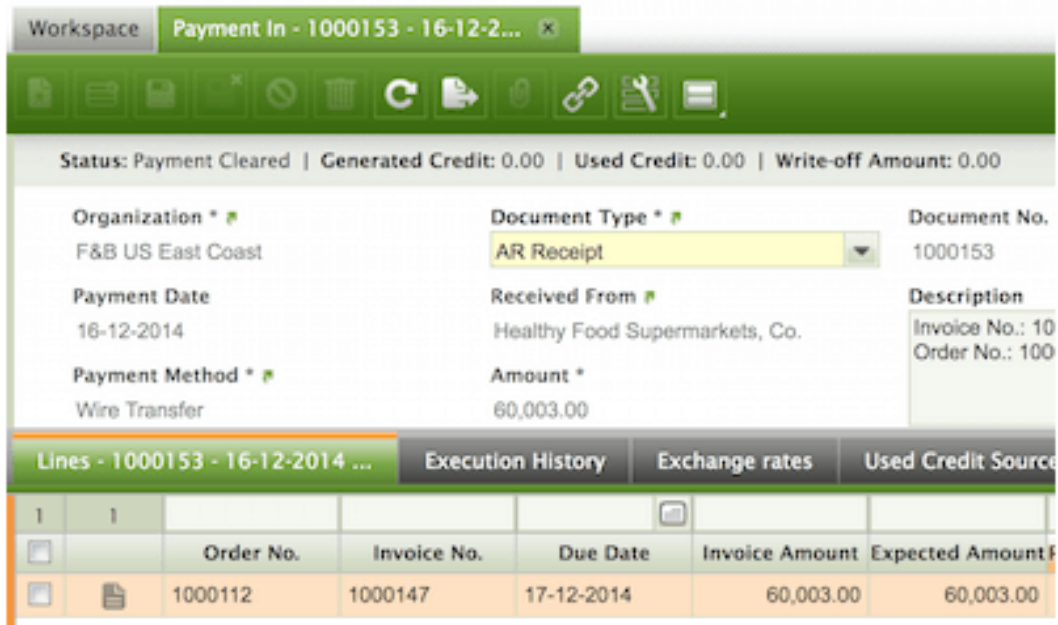 Workspace
Payment In - 1000153 - 16-12-2...
Status: Payment Cleared | Generated Credit: 0.00 | Used Credit: 0.00 | Write-off Amount: 0.00
Organization * Document Type * Document No.
F&B US East Coast AR Receipt 1000153
Payment Date Received From Description
16-12-2014 Healthy Food Supermarkets, Co. Invoice No.: 10
Order No.: 100
Payment Method * Amount *
Wire Transfer 60,003.00
Lines - 1000153 - 16-12-2014 ... Execution History Exchange rates Used Credit Source
1 1
Order No. Invoice No. Due Date Invoice Amount Expected Amount
1000112 1000147 17-12-2014 60,003.00 60,003.00